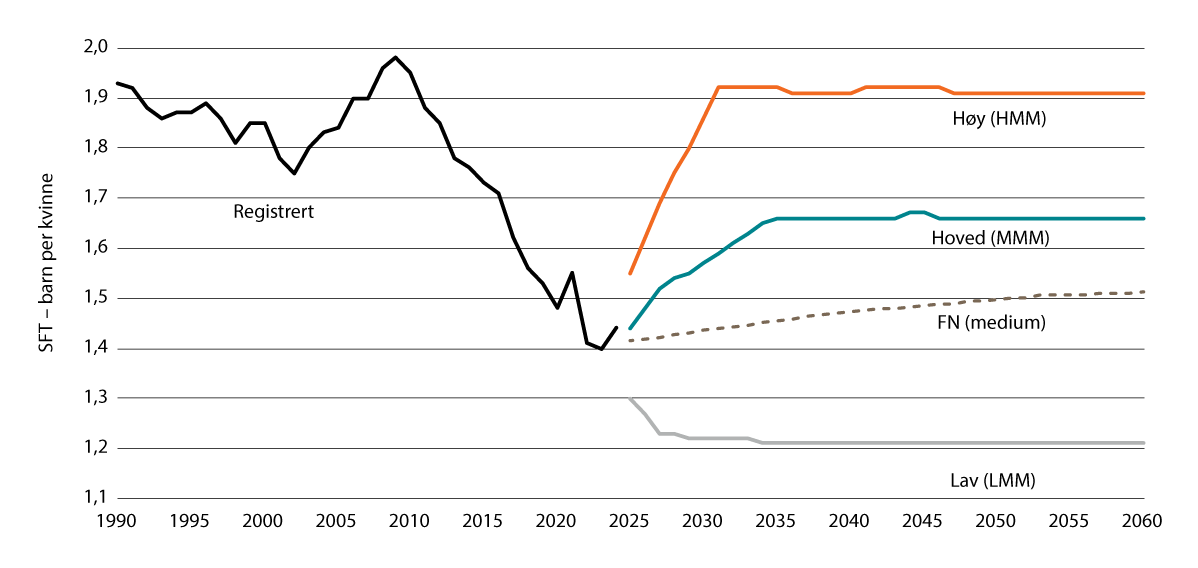 SFT – barn per kvinne
2,0
1,9
1,8
1,7
1,6
1,5
1,4
1,3
1,2
1,1
Høy (HMM)
Registrert
Hoved (MMM)
FN (medium)
Lav (LMM)
1990 1995 2000 2005 2010 2015 2020 2025 2030 2035 2040 2045 2050 2055 2060